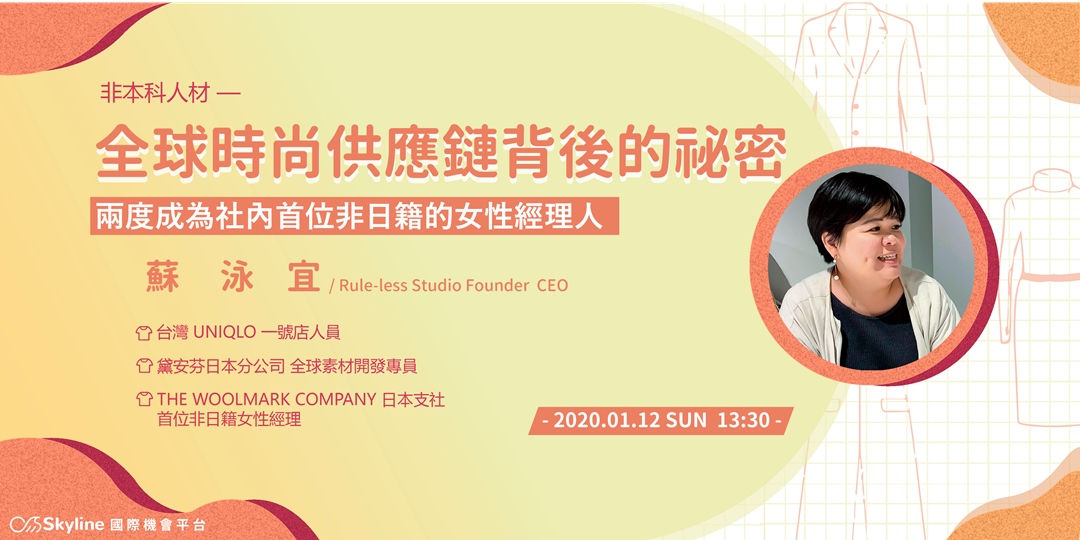 非本科人材 —
全球時尚供應鏈背後的祕密
兩度成為社內首位非日籍的女性經理人
蘇 泳 宜 / Rule-less Studio Founder CEO
台灣 UNIQLO 一號店人員
黛安芬日本分公司 全球素材開發專員
THE WOOLMARK COMPANY 日本支社
首位非日籍女性經理
- 2020.01.12 SUN 13:30 -
Skyline 國際機會平台